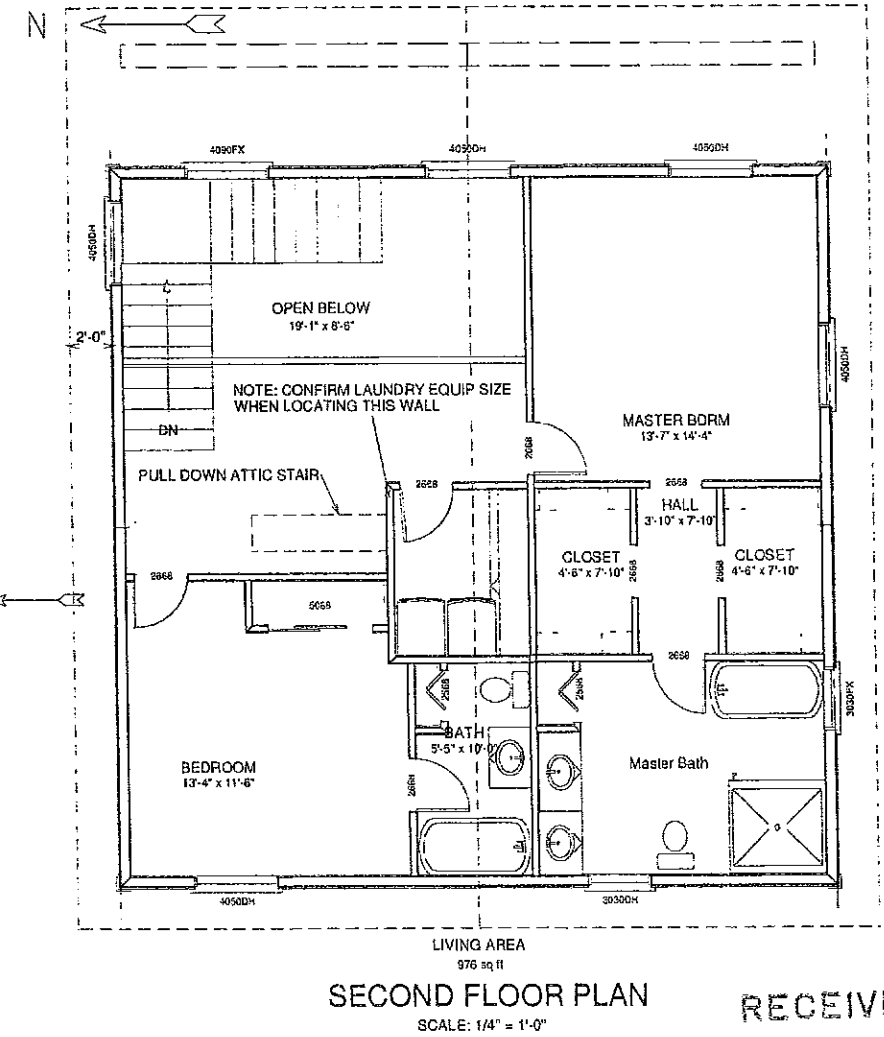 N
4090FX
4050DH
4050DH
4050DH
OPEN BELOW
19'-1" x 8'-6"
2'-0"
NOTE: CONFIRM LAUNDRY EQUIP SIZE
WHEN LOCATING THIS WALL
4050DH
DN
MASTER BDRM
13'-7" x 14'-4"
2668
PULL DOWN ATTIC STAIR
2668
2668
HALL
3'-10" x 7'-10"
CLOSET
4'-6" x 7'-10"
2668
2668
CLOSET
4'-6" x 7'-10"
2668
5068
2668
2568
2568
3030FX
BATH
5'-5" x 10'-0"
BEDROOM
13'-4" x 11'-6"
2668
Master Bath
4050DH
3030DH
LIVING AREA
976 sq ft
SECOND FLOOR PLAN
SCALE: 1/4" = 1'-0"
RECEIV